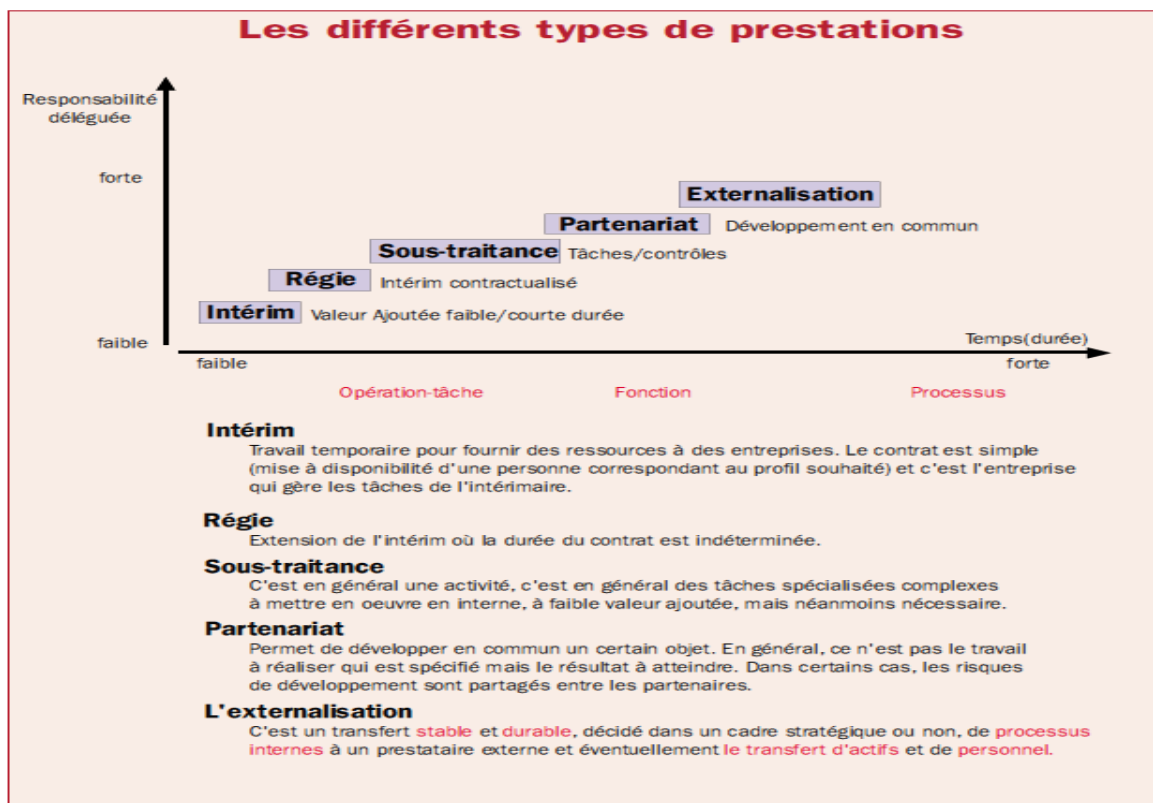 Les différents types de prestations
Responsabilité
déléguée
forte
Externalisation
Partenariat Développement en commun
Sous-traitance Tâches/contrôles
Régie Intérim contractualisé
Intérim Valeur Ajoutée faible/courte durée
faible
Temps(durée)
faible
forte
Opération-tâche Fonction Processus
Intérim
Travail temporaire pour fournir des ressources à des entreprises. Le contrat est simple
(mise à disponibilité d'une personne correspondant au profil souhaité) et c'est l'entreprise
qui gère les tâches de l'intérimaire.
Régie
Extension de l'intérim où la durée du contrat est indéterminée.
Sous-traitance
C'est en général une activité, c'est en général des tâches spécialisées complexes
à mettre en oeuvre en interne, à faible valeur ajoutée, mais néanmoins nécessaire.
Partenariat
Permet de développer en commun un certain objet. En général, ce n'est pas le travail
à réaliser qui est spécifié mais le résultat à atteindre. Dans certains cas, les risques
de développement sont partagés entre les partenaires.
L'externalisation
C'est un transfert stable et durable, décidé dans un cadre stratégique ou non, de processus
internes à un prestataire externe et éventuellement le transfert d'actifs et de personnel.